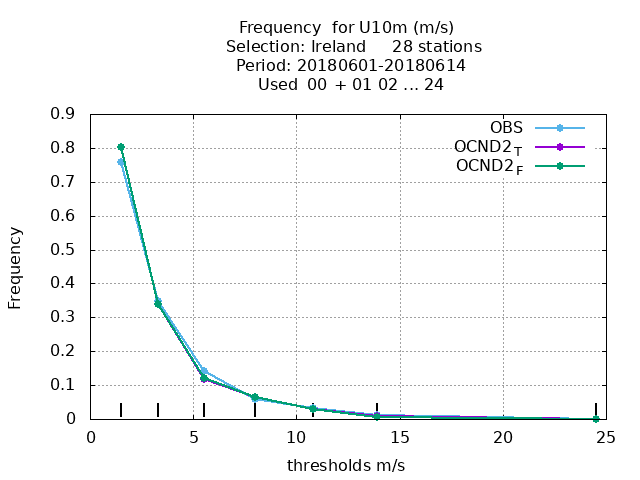 Frequency  for U10m (m/s)
Selection: Ireland     28 stations
Period: 20180601-20180614
Used  00  + 01 02 ... 24
OBS
OCND2T
OCND2F
Frequency
0.9
0.8
0.7
0.6
0.5
0.4
0.3
0.2
0.1
0
0 5 10 15 20 25
thresholds m/s